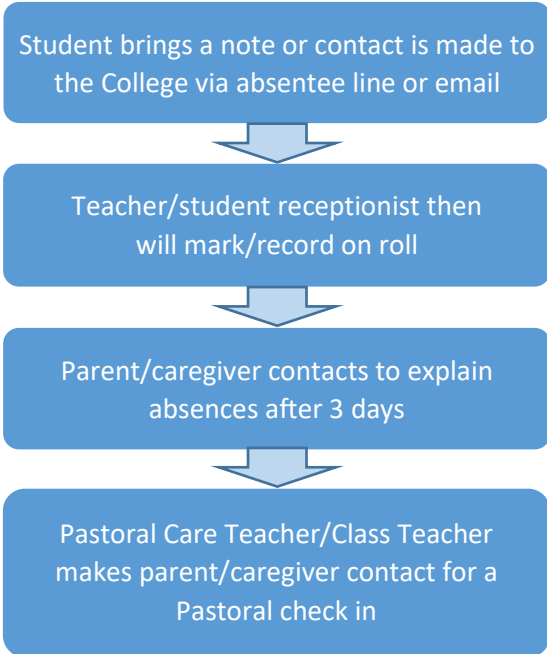 Student brings a note or contact is made to
the College via absentee line or email
Teacher/student receptionist then
will mark/record on roll
Parent/caregiver contacts to explain
absences after 3 days
Pastoral Care Teacher/Class Teacher
makes parent/caregiver contact for a
Pastoral check in